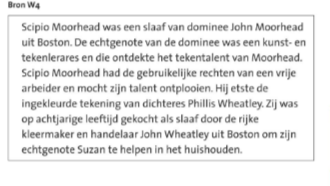 Bron W4
Scipio Moorhead was een slaaf van dominee John Moorhead
uit Boston. De echtgenote van de dominee was een kunst- en
tekenlerares en die ontdekte het tekentalent van Moorhead.
Scipio Moorhead had de gebruikelijke rechten van een vrije
arbeider en mocht zijn talent ontplooien. Hij etste de
ingekleurde tekening van dichteres Phillis Wheatley. Zij was
op achtjarige leeftijd gekocht als slaaf door de rijke
kleermaker en handelaar John Wheatley uit Boston om zijn
echtgenote Suzan te helpen in het huishouden.